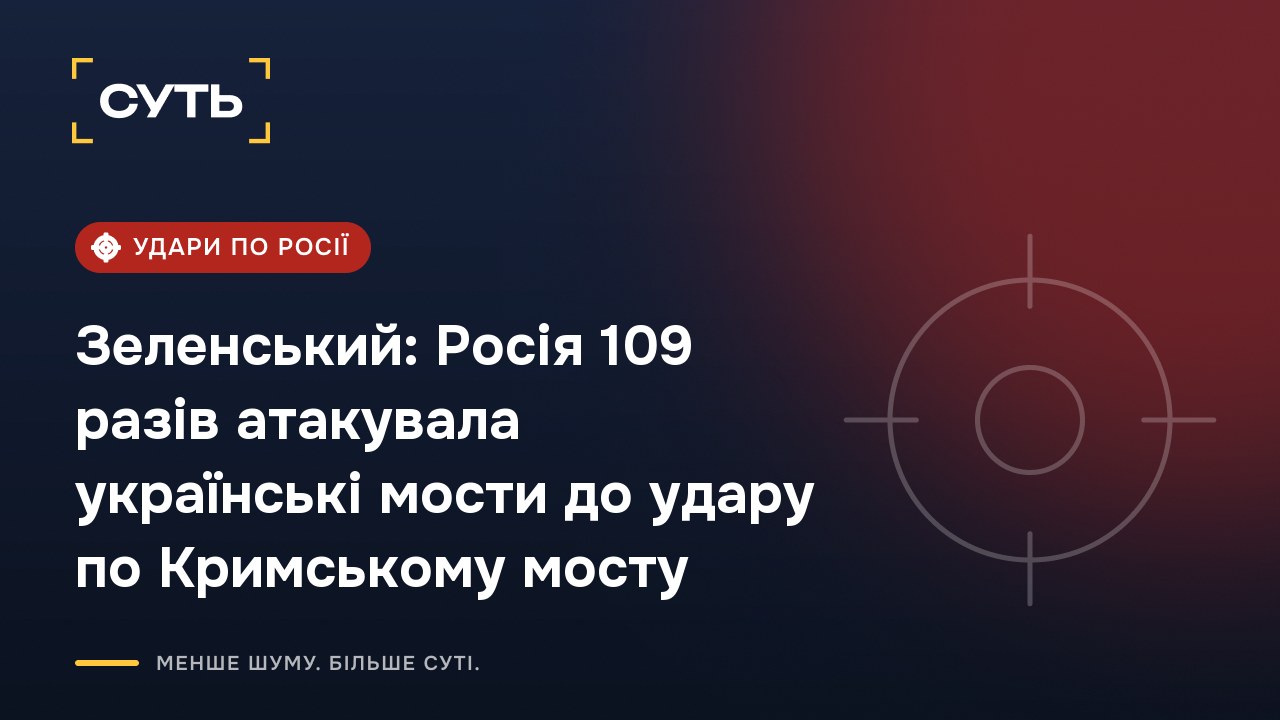 СУТЬ
УДАРИ ПО РОСІЇ
Зеленський: Росія 109
разів атакувала
українські мости до удару
по Кримському мосту
МЕНШЕ ШУМУ. БІЛЬШЕ СУТІ.